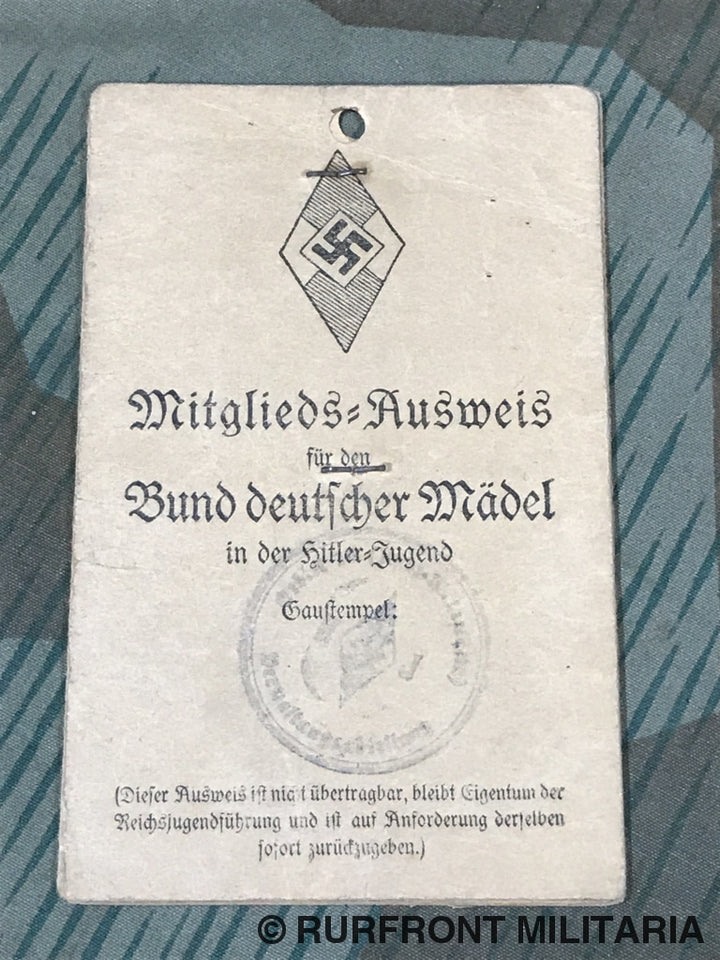 Mitglieds=Ausweis
für den
Bund deutscher Mädel
in der Hitler=Jugend
Gaustempel:
Verwaltungsabteilung
(Dieser Ausweis ist nicht übertragbar, bleibt Eigentum der
Reichsjugendführung und ist auf Anforderung derselben
sofort zurückzugeben.)
© RURFRONT MILITARIA